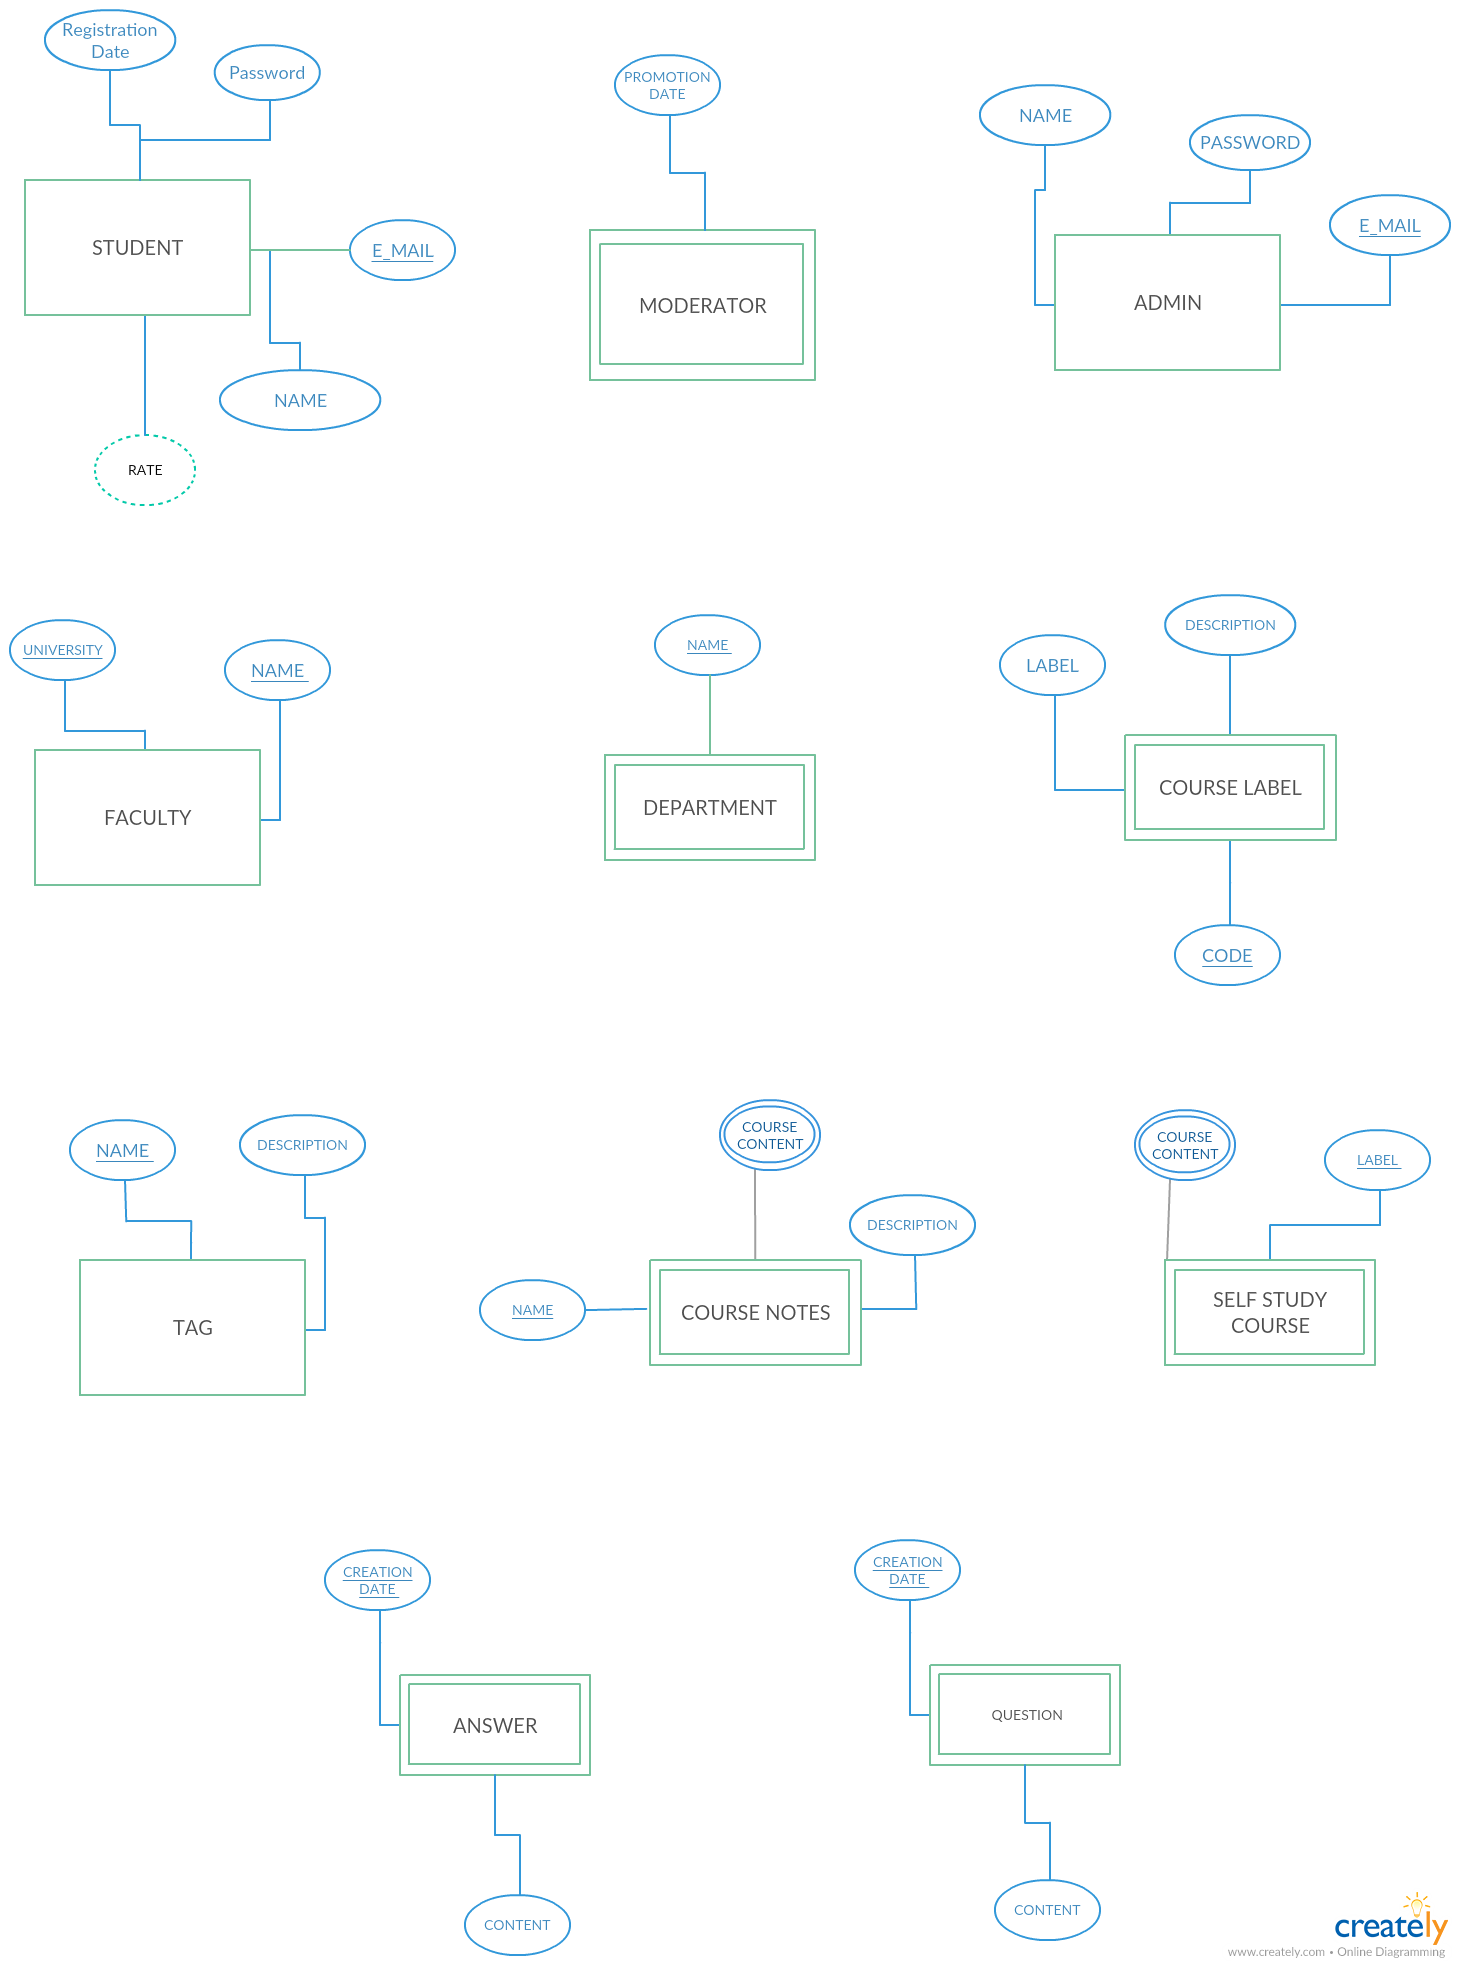 Registration
Date
Password
PROMOTION
DATE
NAME
PASSWORD
E_MAIL
STUDENT
E_MAIL
MODERATOR
ADMIN
NAME
RATE
UNIVERSITY
NAME
NAME
LABEL
DESCRIPTION
FACULTY
DEPARTMENT
COURSE LABEL
CODE
NAME
DESCRIPTION
COURSE
CONTENT
DESCRIPTION
COURSE
CONTENT
LABEL
TAG
NAME
COURSE NOTES
SELF STUDY
COURSE
CREATION
DATE
CREATION
DATE
ANSWER
QUESTION
CONTENT
CONTENT
creately
www.creately.com • Online Diagramming